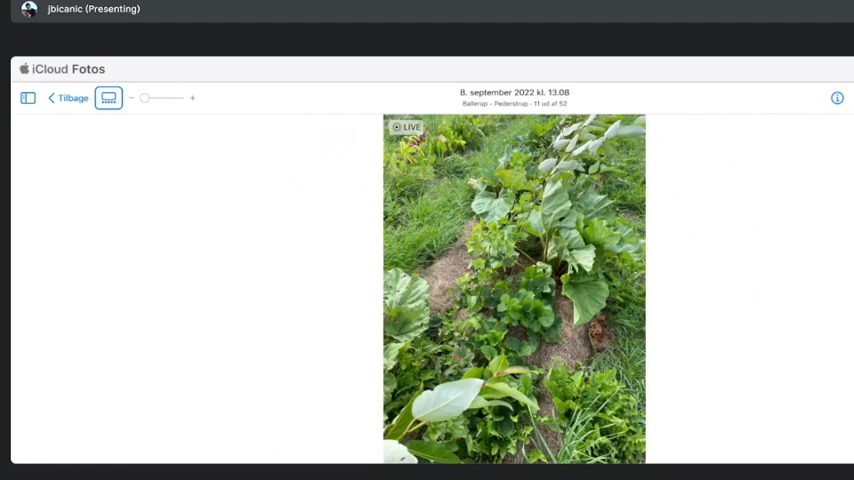 jbicanic (Presenting)
iCloud Fotos
Tilbage
8. september 2022 kl. 13.08
Ballerup - Pederstrup - 11 ud af 52
LIVE